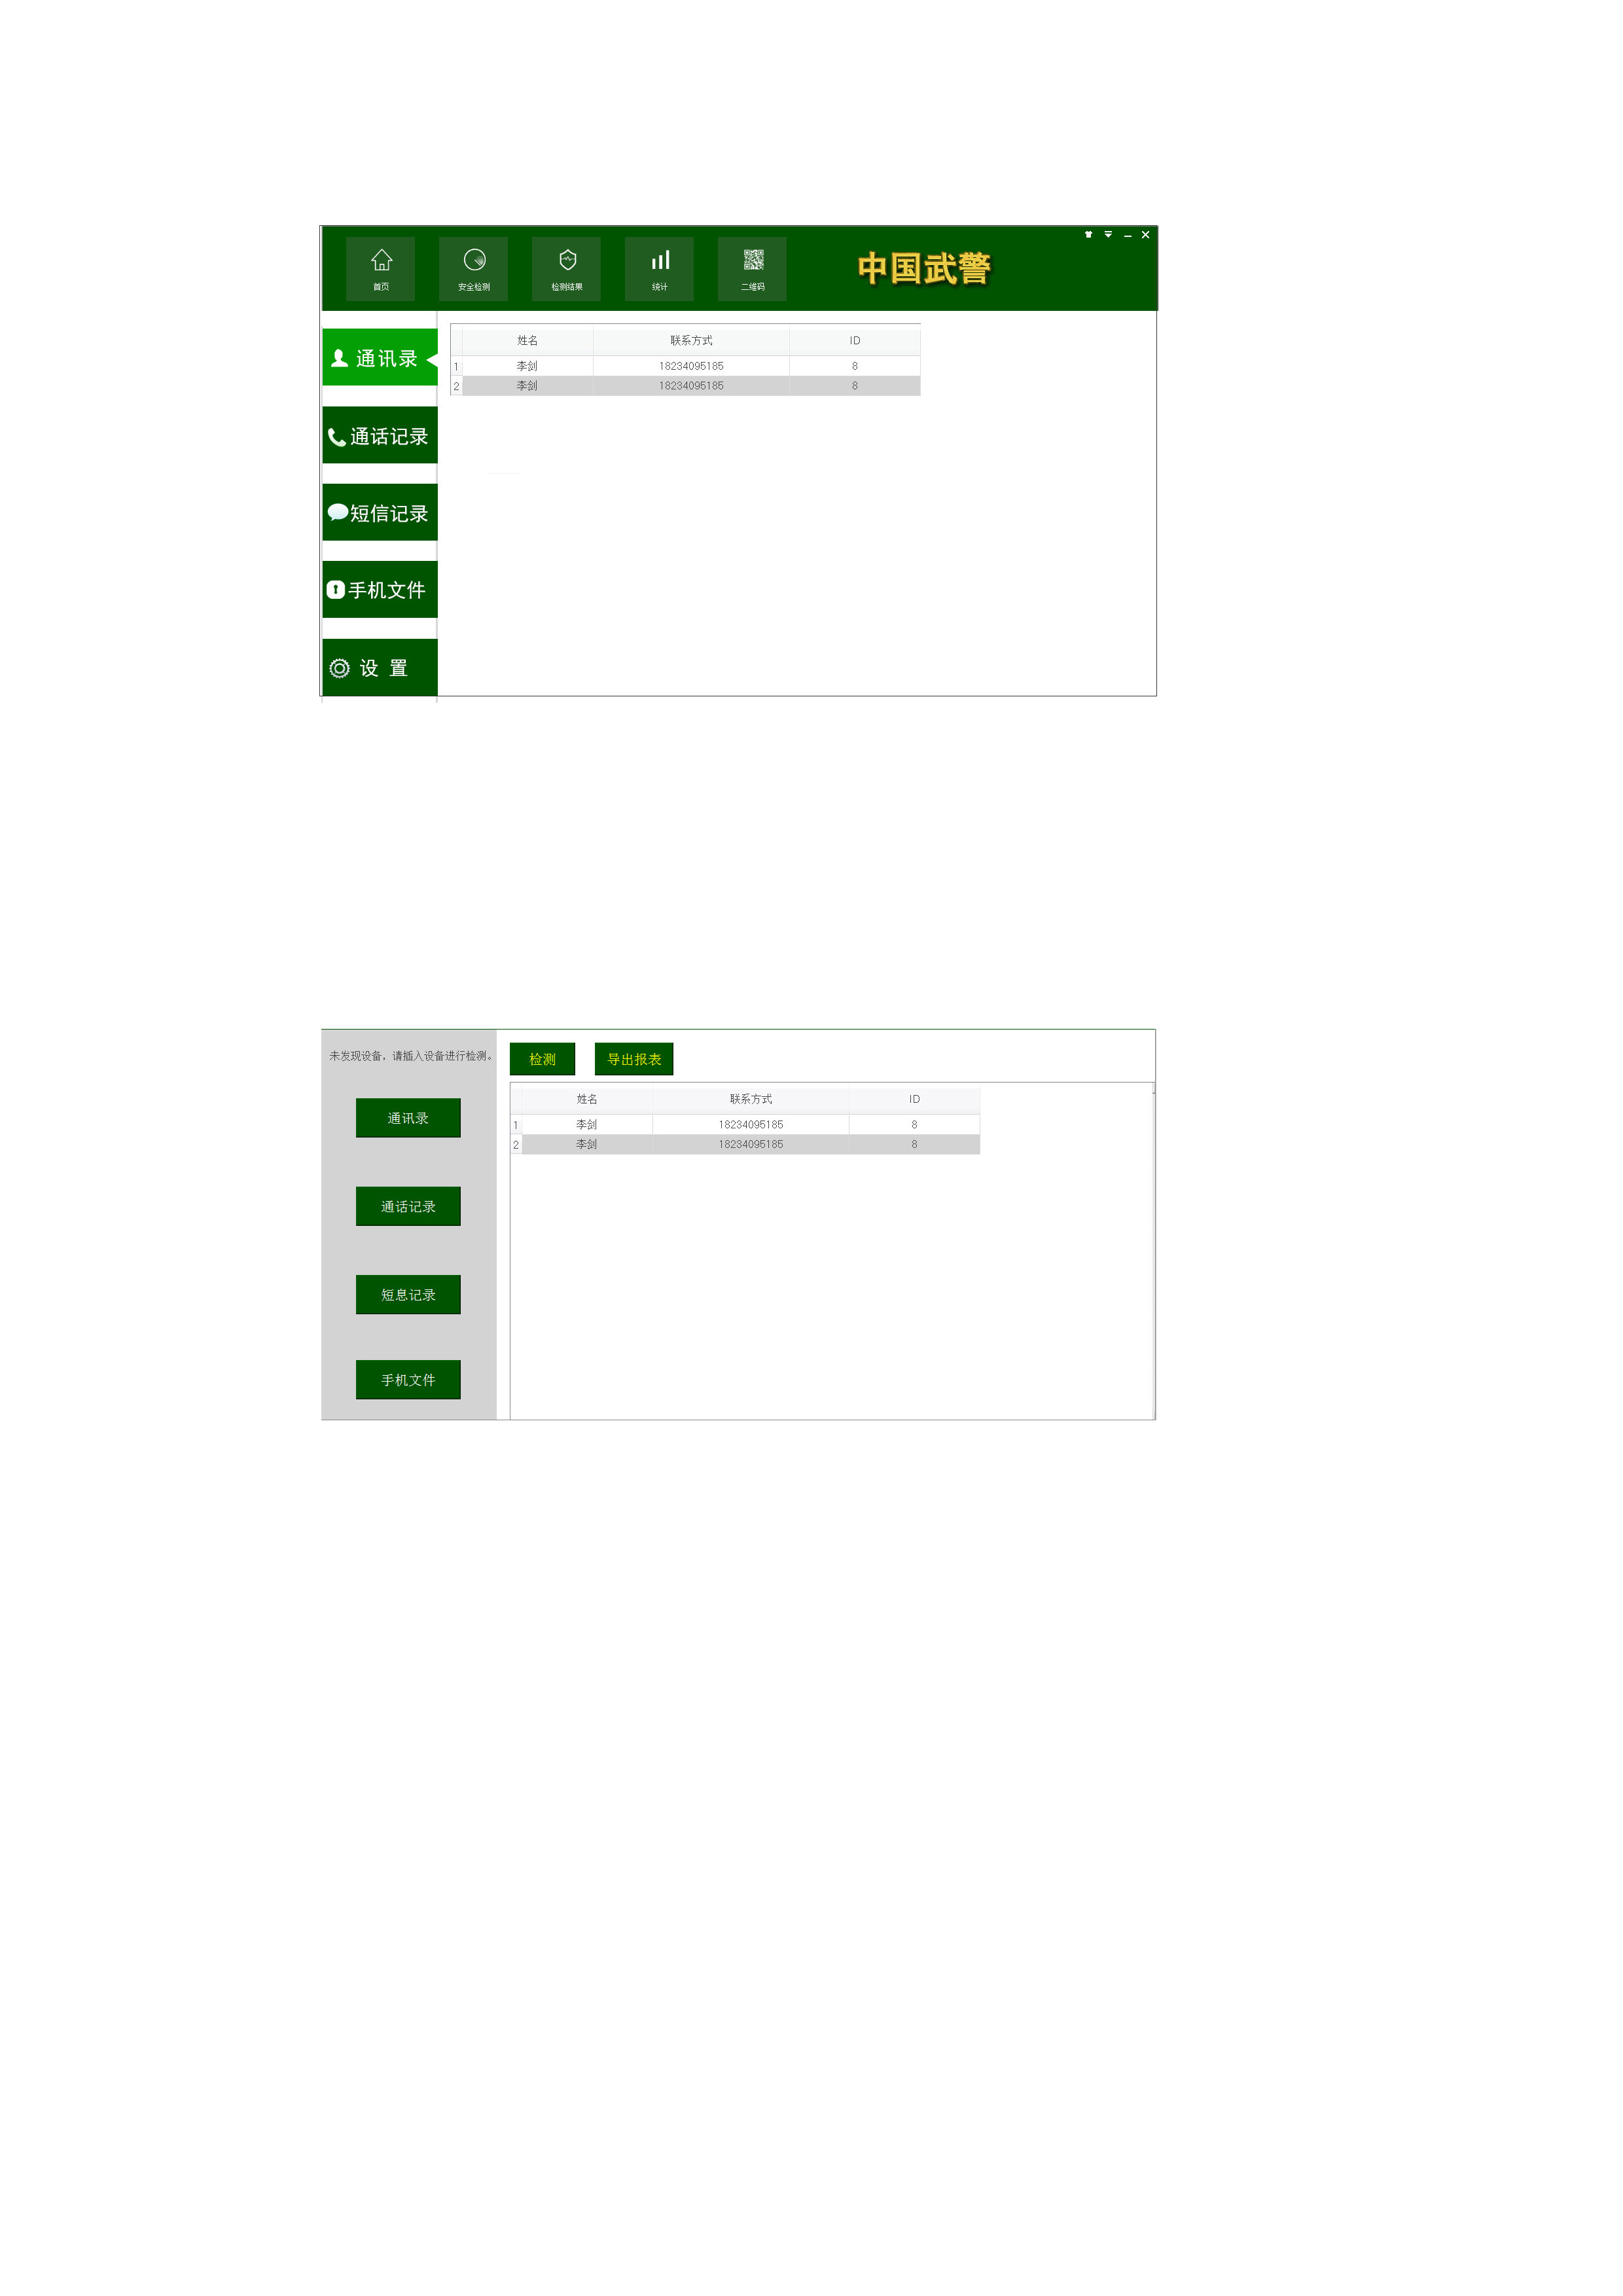 首页 安全检测 检测结果 统计 二维码 中国武警
通讯录
通话记录
短信记录
手机文件
设 置
姓名 联系方式 ID
1 李剑 18234095185 8
2 李剑 18234095185 8
未发现设备，请插入设备进行检测。
通讯录
通话记录
短息记录
手机文件
检测 导出报表
姓名 联系方式 ID
1 李剑 18234095185 8
2 李剑 18234095185 8